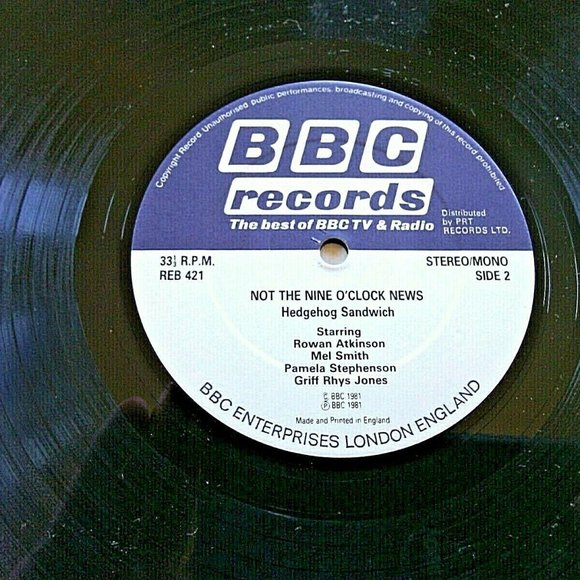 Copyright Record. Unauthorised, public performances, broadcasting and copying of this record prohibited
BBC
records
The best of BBC TV & Radio
Distributed
by PRT
RECORDS LTD.
33⅓ R.P.M.
REB 421
STEREO/MONO
SIDE 2
NOT THE NINE O'CLOCK NEWS
Hedgehog Sandwich
Starring
Rowan Atkinson
Mel Smith
Pamela Stephenson
Griff Rhys Jones
© BBC 1981
℗ BBC 1981
Made and Printed in England
BBC ENTERPRISES LONDON ENGLAND